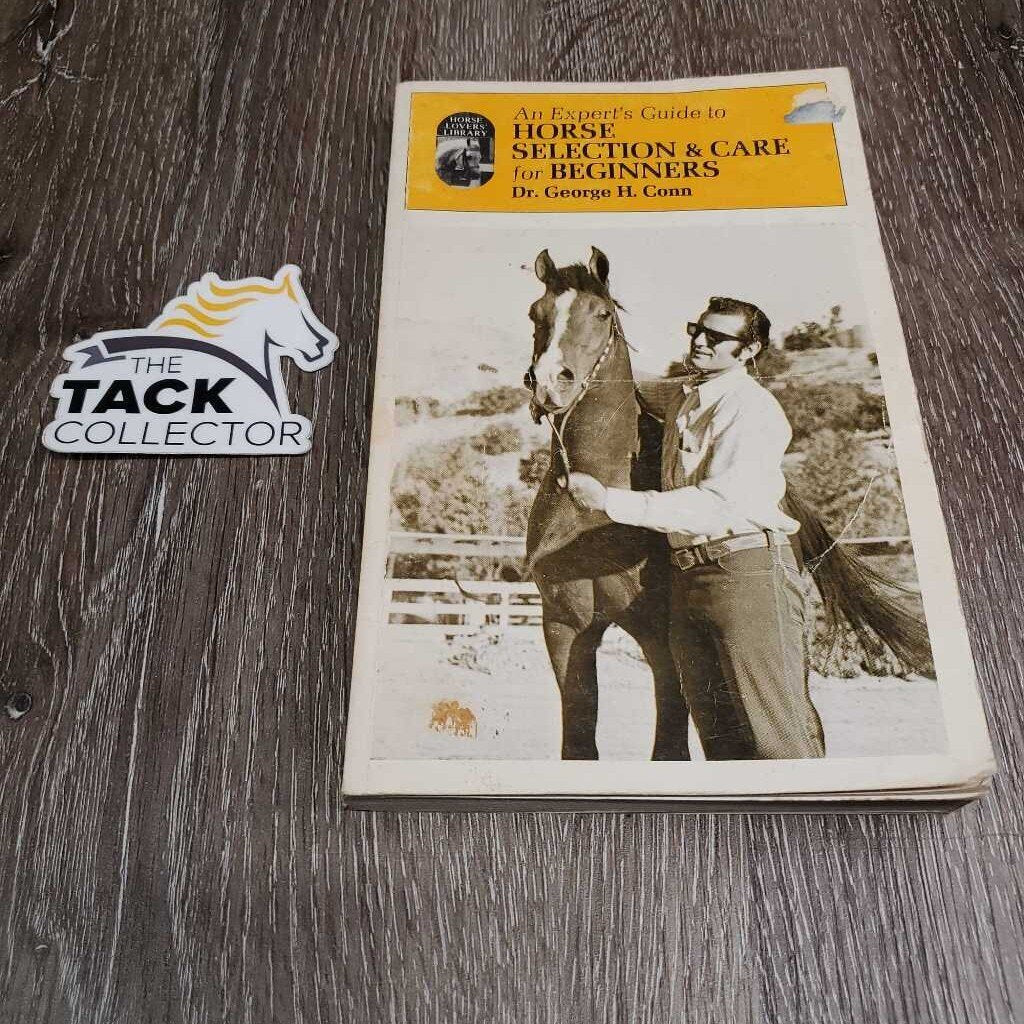 THE
TACK
COLLECTOR
HORSE
LOVERS'
LIBRARY
An Expert's Guide to
HORSE
SELECTION & CARE
for BEGINNERS
Dr. George H. Conn